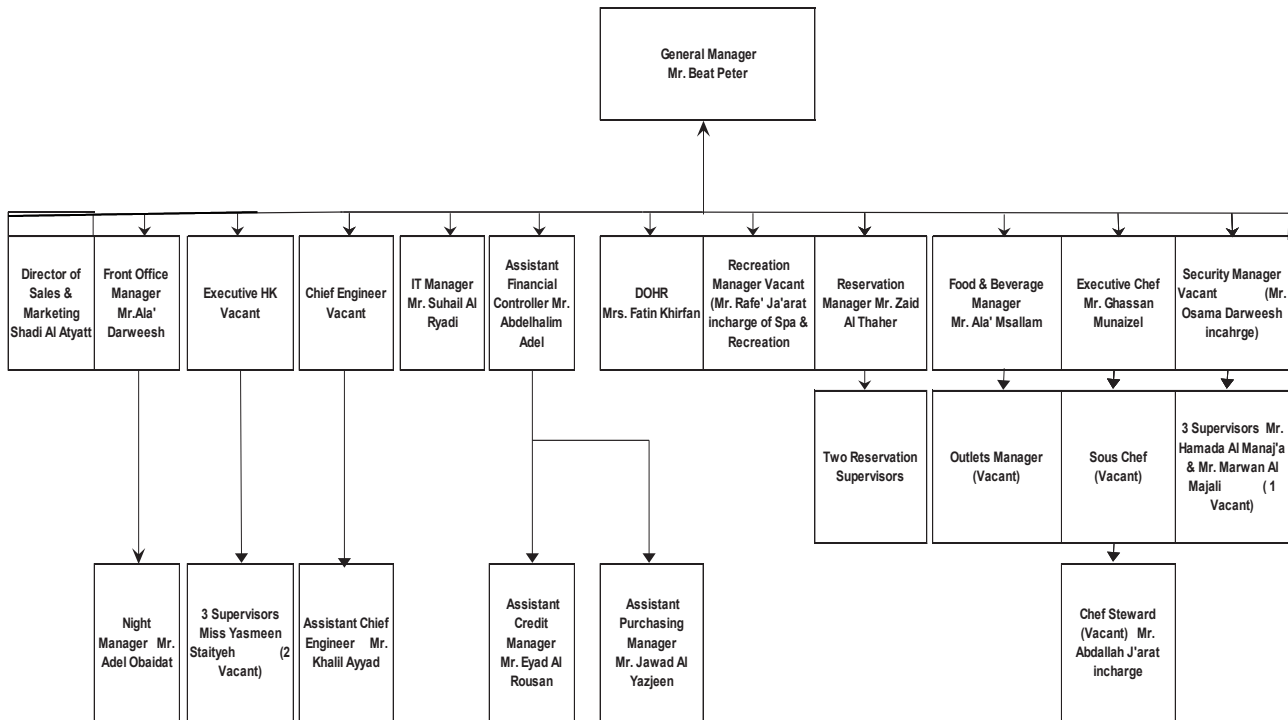 General Manager
Mr. Beat Peter
Director of
Sales &
Marketing
Shadi Al Atyatt
Front Office
Manager
Mr.Ala'
Darweesh
Executive HK
Vacant
Chief Engineer
Vacant
IT Manager
Mr. Suhail Al
Ryadi
Assistant
Financial
Controller Mr.
Abdelhalim
Adel
DOHR
Mrs. Fatin Khirfan
Recreation
Manager Vacant
(Mr. Rafe' Ja'arat
incharge of Spa &
Recreation
Reservation
Manager Mr. Zaid
Al Thaher
Food & Beverage
Manager
Mr. Ala' Msallam
Executive Chef
Mr. Ghassan
Munaizel
Security Manager
Vacant (Mr.
Osama Darweesh
incahrge)
Two Reservation
Supervisors
Outlets Manager
(Vacant)
Sous Chef
(Vacant)
3 Supervisors Mr.
Hamada Al Manaj'a
& Mr. Marwan Al
Majali ( 1
Vacant)
Night
Manager Mr.
Adel Obaidat
3 Supervisors
Miss Yasmeen
Staityeh (2
Vacant)
Assistant Chief
Engineer Mr.
Khalil Ayyad
Assistant
Credit
Manager
Mr. Eyad Al
Rousan
Assistant
Purchasing
Manager
Mr. Jawad Al
Yazjeen
Chef Steward
(Vacant) Mr.
Abdallah J'arat
incharge